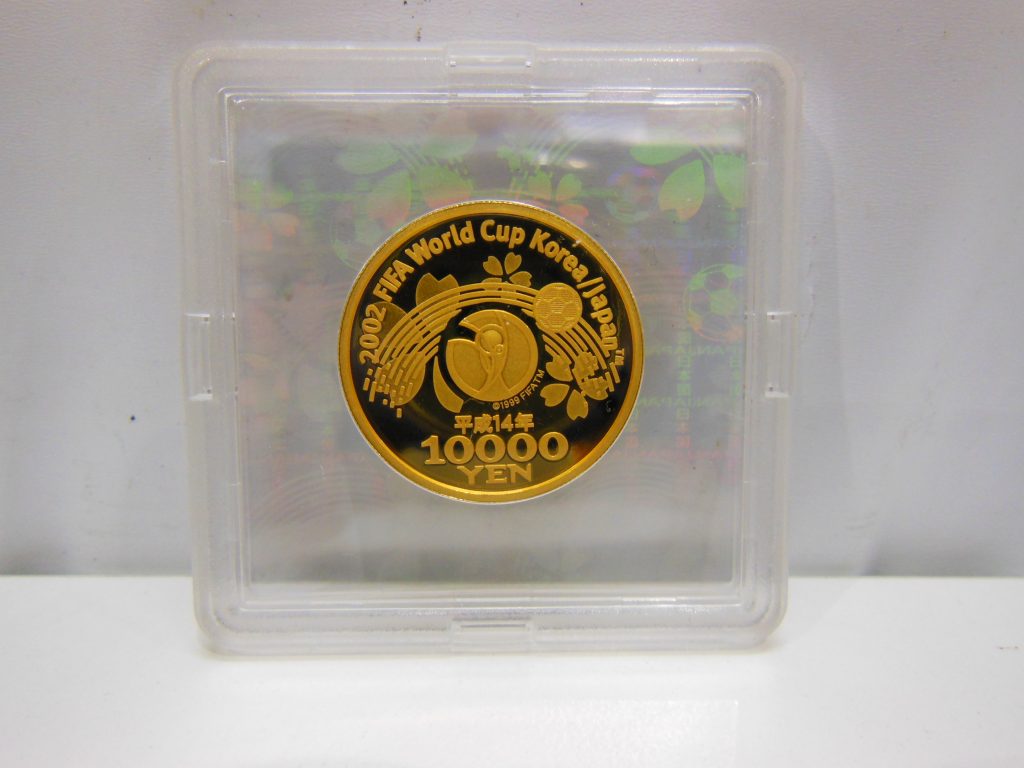 2002 FIFA World Cup Korea/Japan TM
©1999 FIFA TM
平成14年
10000
YEN